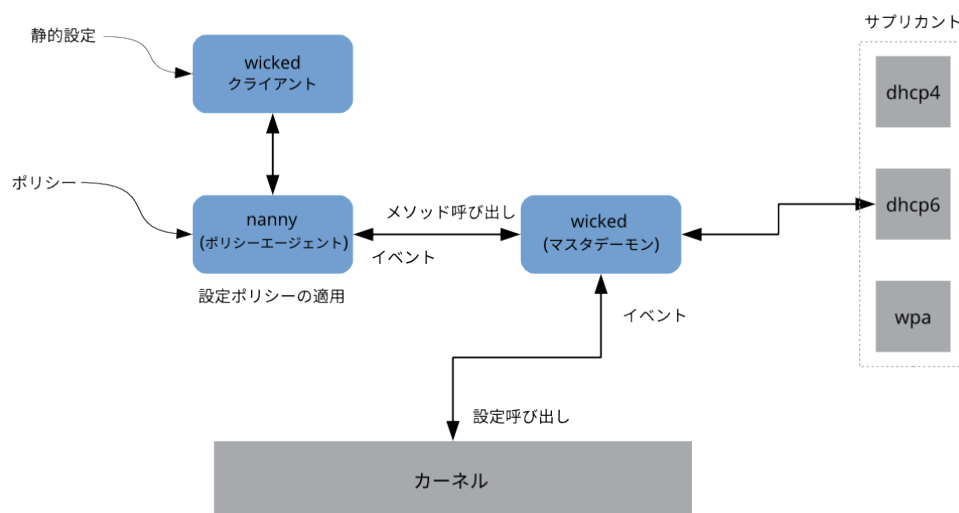 サプリカント
静的設定
wicked
クライアント
dhcp4
ポリシー
nanny
(ポリシーエージェント)
メソッド呼び出し
イベント
wicked
(マスタデーモン)
dhcp6
設定ポリシーの適用
イベント
wpa
設定呼び出し
カーネル